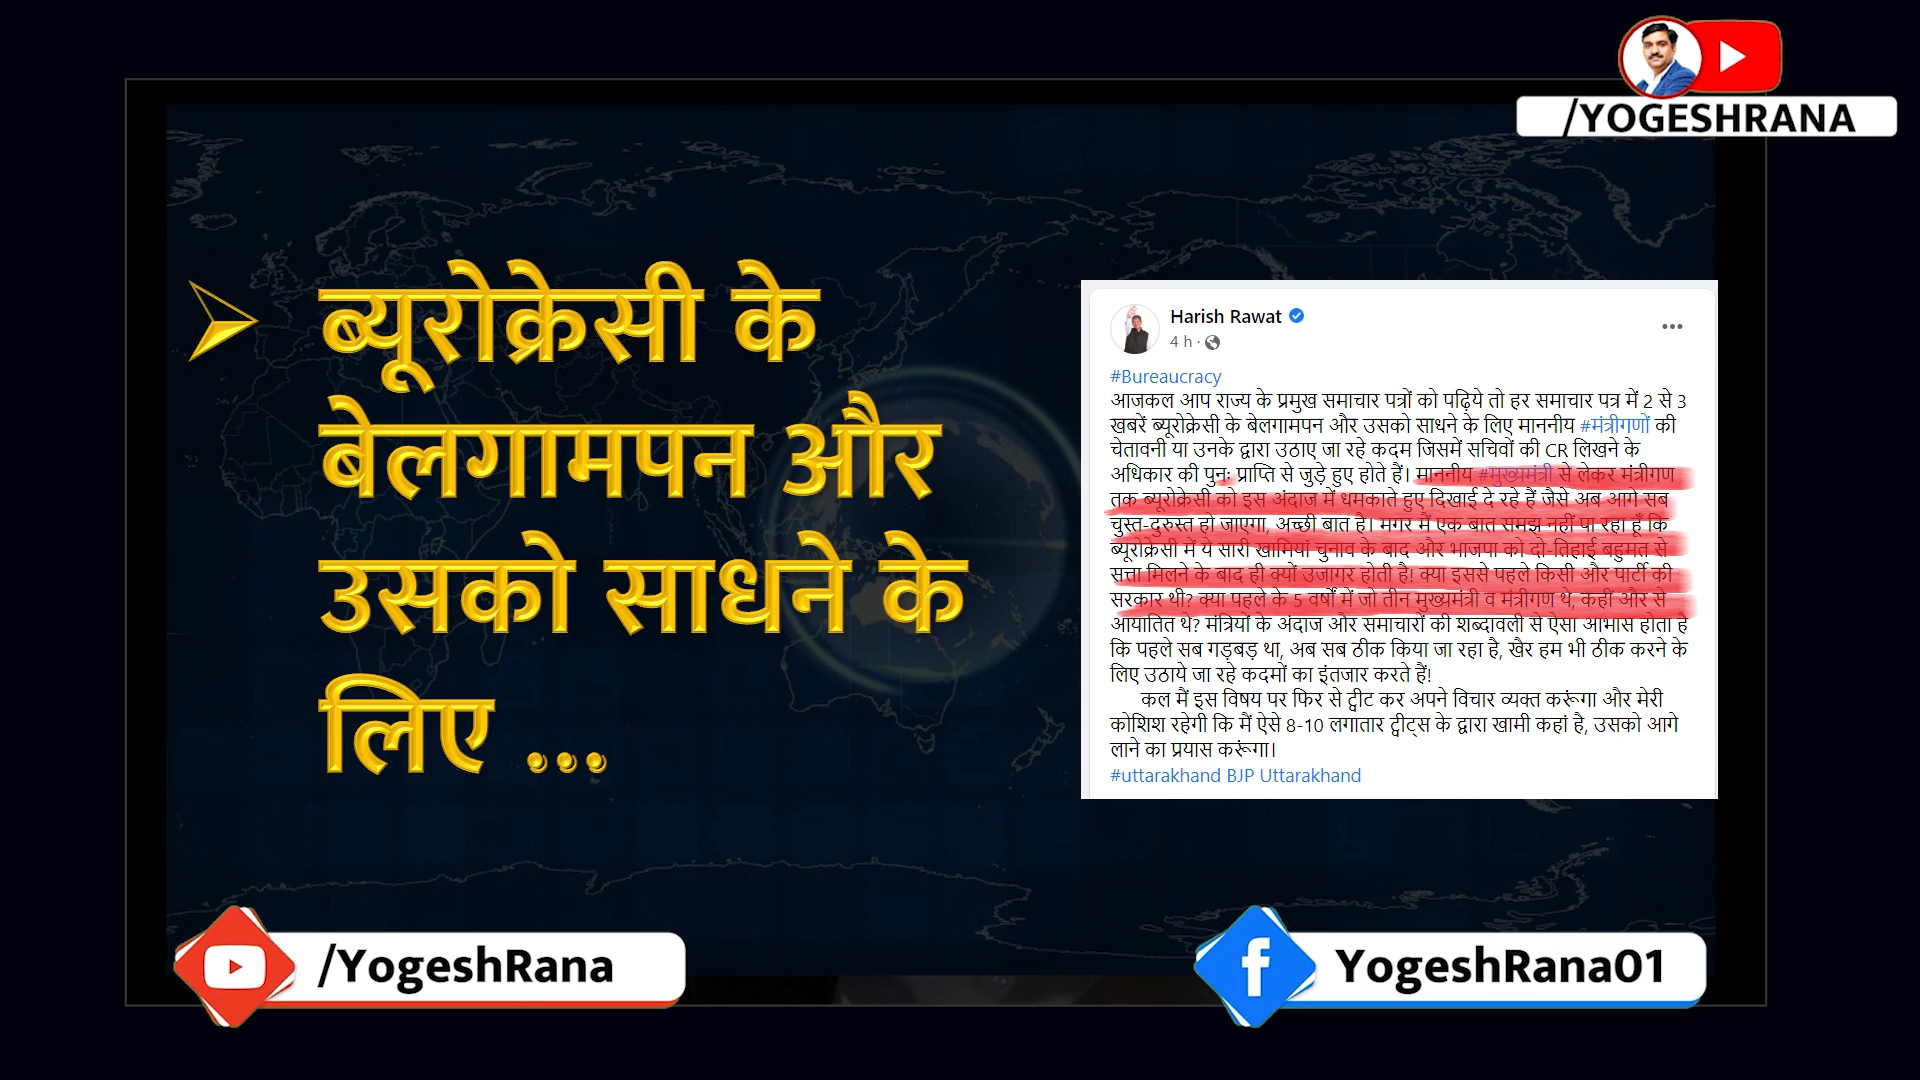 /YOGESHRANA
ब्यूरोक्रेसी के
बेलगामपन और
उसको साधने के
लिए ...
Harish Rawat
4 h ·
#Bureaucracy
आजकल आप राज्य के प्रमुख समाचार पत्रों को पढ़िये तो हर समाचार पत्र में 2 से 3
खबरें ब्यूरोक्रेसी के बेलगामपन और उसको साधने के लिए माननीय #मंत्रीगणों की
चेतावनी या उनके द्वारा उठाए जा रहे कदम जिसमें सचिवों की CR लिखने के
अधिकार की पुनः प्राप्ति से जुड़े हुए होते हैं। माननीय #मुख्यमंत्री से लेकर मंत्रीगण
तक ब्यूरोक्रेसी को इस अंदाज में धमकाते हुए दिखाई दे रहे हैं जैसे अब आगे सब
चुस्त-दुरुस्त हो जाएगा, अच्छी बात है। मगर मैं एक बात समझ नहीं पा रहा हूँ कि
ब्यूरोक्रेसी में ये सारी खामियां चुनाव के बाद और भाजपा को दो-तिहाई बहुमत से
सत्ता मिलने के बाद ही क्यों उजागर होती है! क्या इससे पहले किसी और पार्टी की
सरकार थी? क्या पहले के 5 वर्षों में जो तीन मुख्यमंत्री व मंत्रीगण थे, कहीं और से
आयातित थे? मंत्रियों के अंदाज और समाचारों की शब्दावली से ऐसा आभास होता है
कि पहले सब गड़बड़ था, अब सब ठीक किया जा रहा है, खैर हम भी ठीक करने के
लिए उठाये जा रहे कदमों का इंतजार करते हैं!
कल मैं इस विषय पर फिर से ट्वीट कर अपने विचार व्यक्त करूंगा और मेरी
कोशिश रहेगी कि मैं ऐसे 8-10 लगातार ट्वीट्स के द्वारा खामी कहां है, उसको आगे
लाने का प्रयास करूंगा।
#uttarakhand BJP Uttarakhand
/YogeshRana
YogeshRana01